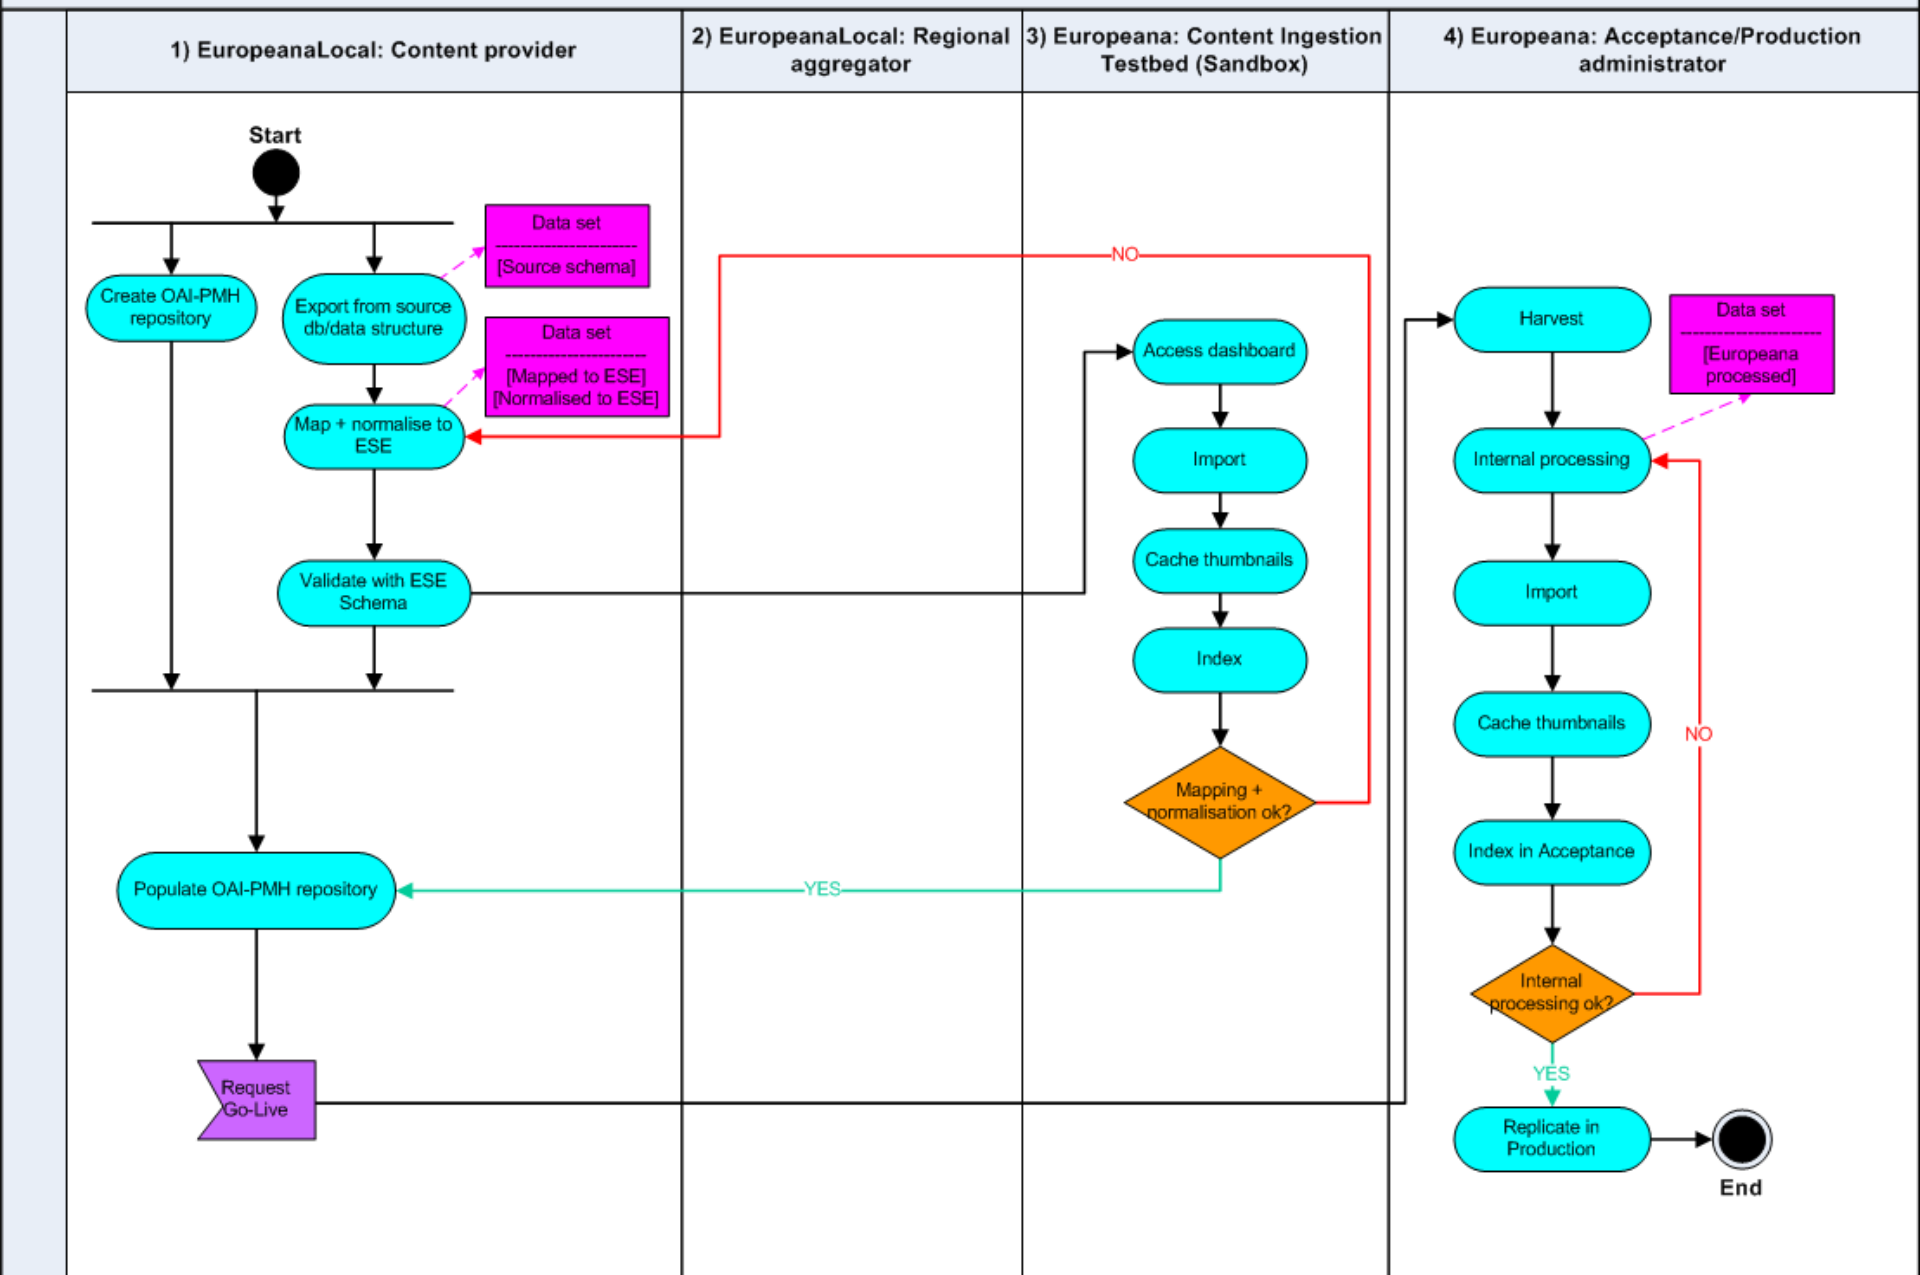 1) EuropeanaLocal: Content provider
2) EuropeanaLocal: Regional
aggregator
3) Europeana: Content Ingestion
Testbed (Sandbox)
4) Europeana: Acceptance/Production
administrator
Start
Create OAI-PMH
repository
Export from source
db/data structure
Data set
[Source schema]
Data set
[Mapped to ESE]
[Normalised to ESE]
Map + normalise to
ESE
Validate with ESE
Schema
Populate OAI-PMH repository
Request
Go-Live
NO
Access dashboard
Import
Cache thumbnails
Index
Mapping +
normalisation ok?
YES
Harvest
Data set
[Europeana
processed]
Internal processing
Import
Cache thumbnails
NO
Index in Acceptance
Internal
processing ok?
YES
Replicate in
Production
End